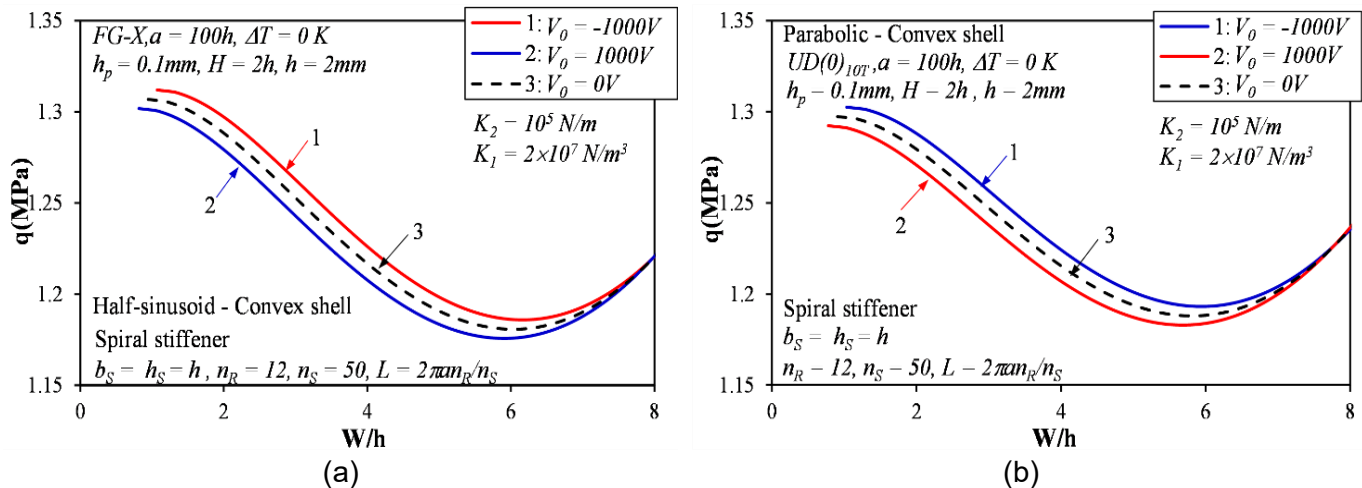 1.35
1.3
1.25
1.2
1.15
q(MPa)
FG-X, a = 100h, ΔT = 0 K
h_p = 0.1mm, H = 2h, h = 2mm
1: V_0 = -1000V
2: V_0 = 1000V
3: V_0 = 0V
K_2 = 10^5 N/m
K_1 = 2×10^7 N/m^3
1
2
3
Half-sinusoid - Convex shell
Spiral stiffener
b_S = h_S = h , n_R = 12, n_S = 50, L = 2πan_R/n_S
0 2 4 6 8
W/h
(a)
1.35
1.3
1.25
1.2
1.15
q(MPa)
Parabolic - Convex shell
UD(0)_10T, a = 100h, ΔT = 0 K
h_p – 0.1mm, H – 2h , h – 2mm
1: V_0 = -1000V
2: V_0 = 1000V
3: V_0 = 0V
K_2 = 10^5 N/m
K_1 = 2×10^7 N/m^3
1
2
3
Spiral stiffener
b_S = h_S = h
n_R – 12, n_S – 50, L – 2πan_R/n_S
0 2 4 6 8
W/h
(b)